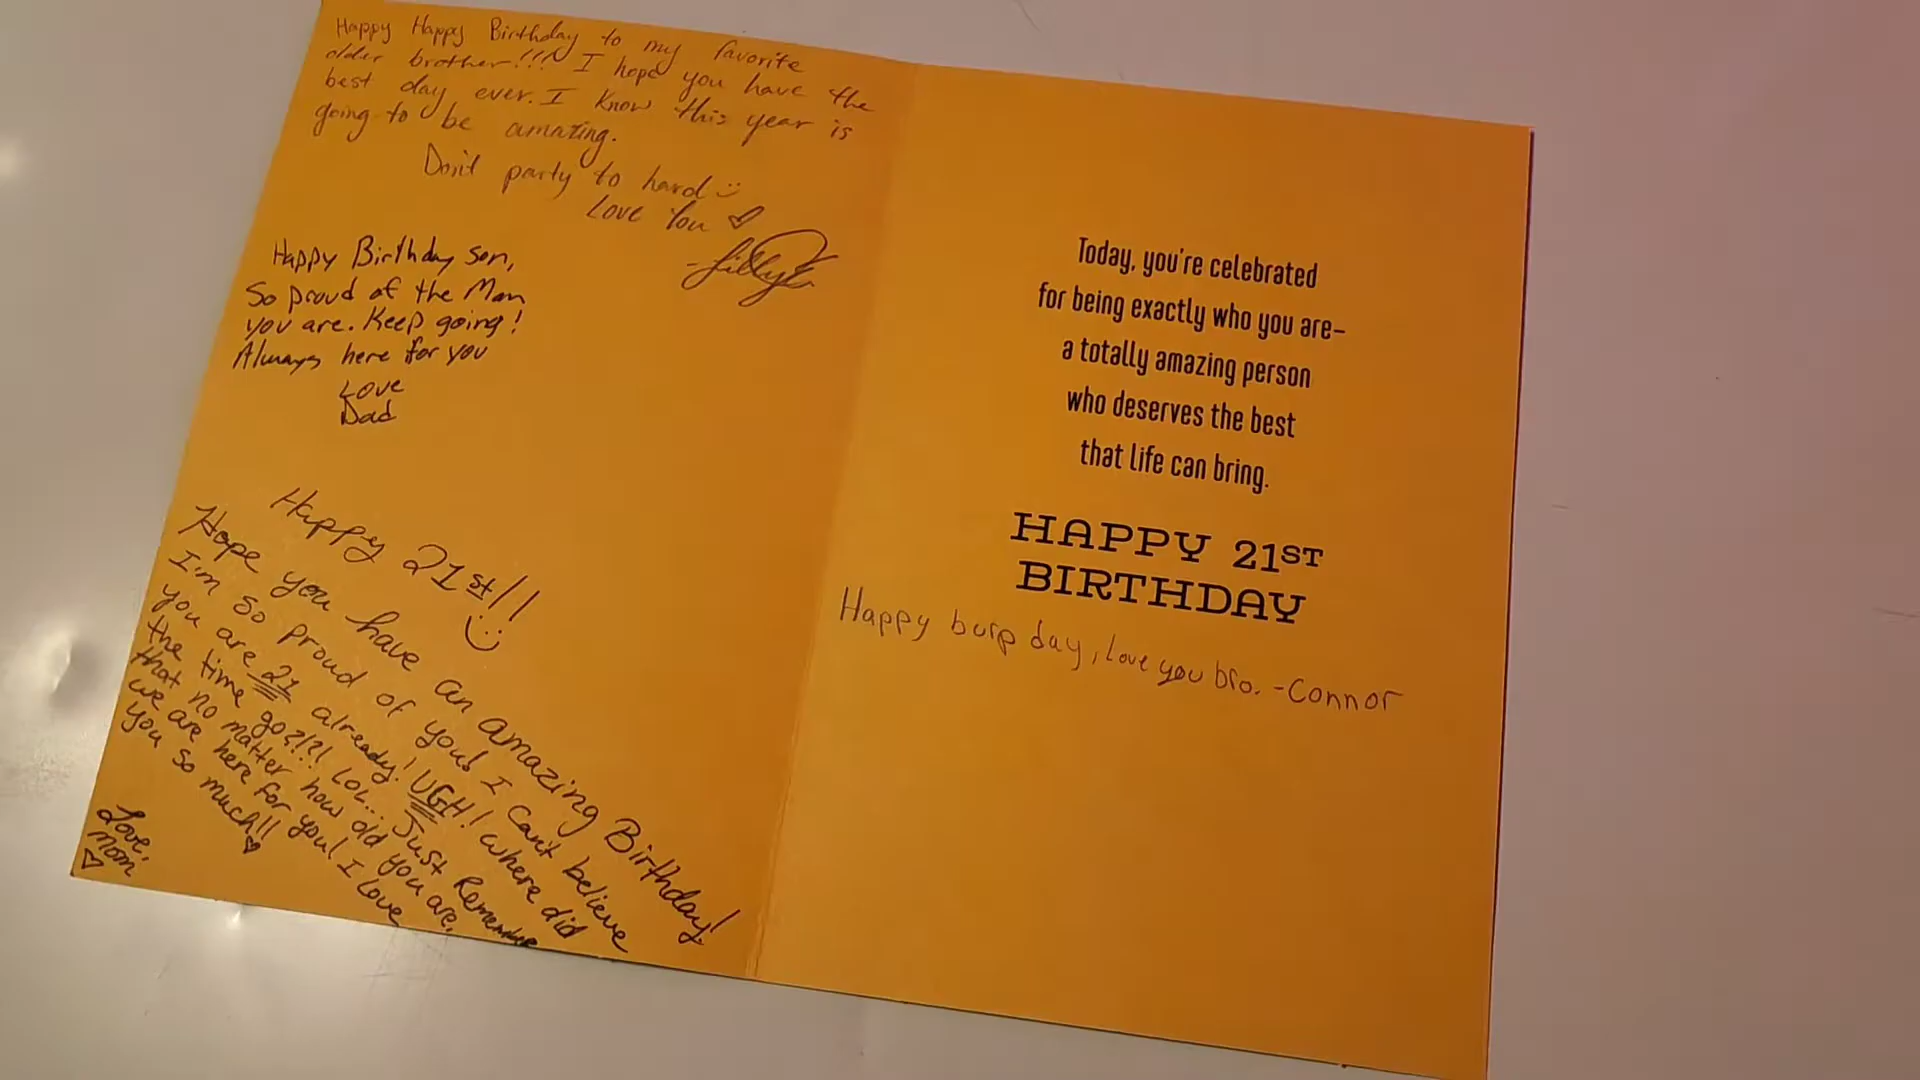 Happy Happy Birthday to my favorite
older brother!!! I hope you have the
best day ever. I know this year is
going to be amazing.
Don't party to hard :)
Love You ♡
-Lilly
Happy Birthday son,
So proud of the Man
you are. Keep going!
Always here for you
Love
Dad
Happy 21st!!
Hope you have an amazing Birthday!
I'm so proud of you! I can't believe
you are 21 already! UGH! Where did
the time go?!?! LOL... Just Remember
that no matter how old you are,
we are here for you! I Love
you so much!! ♡
Love,
mom
♡
Today, you're celebrated
for being exactly who you are–
a totally amazing person
who deserves the best
that life can bring.
HAPPY 21ST
BIRTHDAY
Happy burp day, love you bro. -Connor